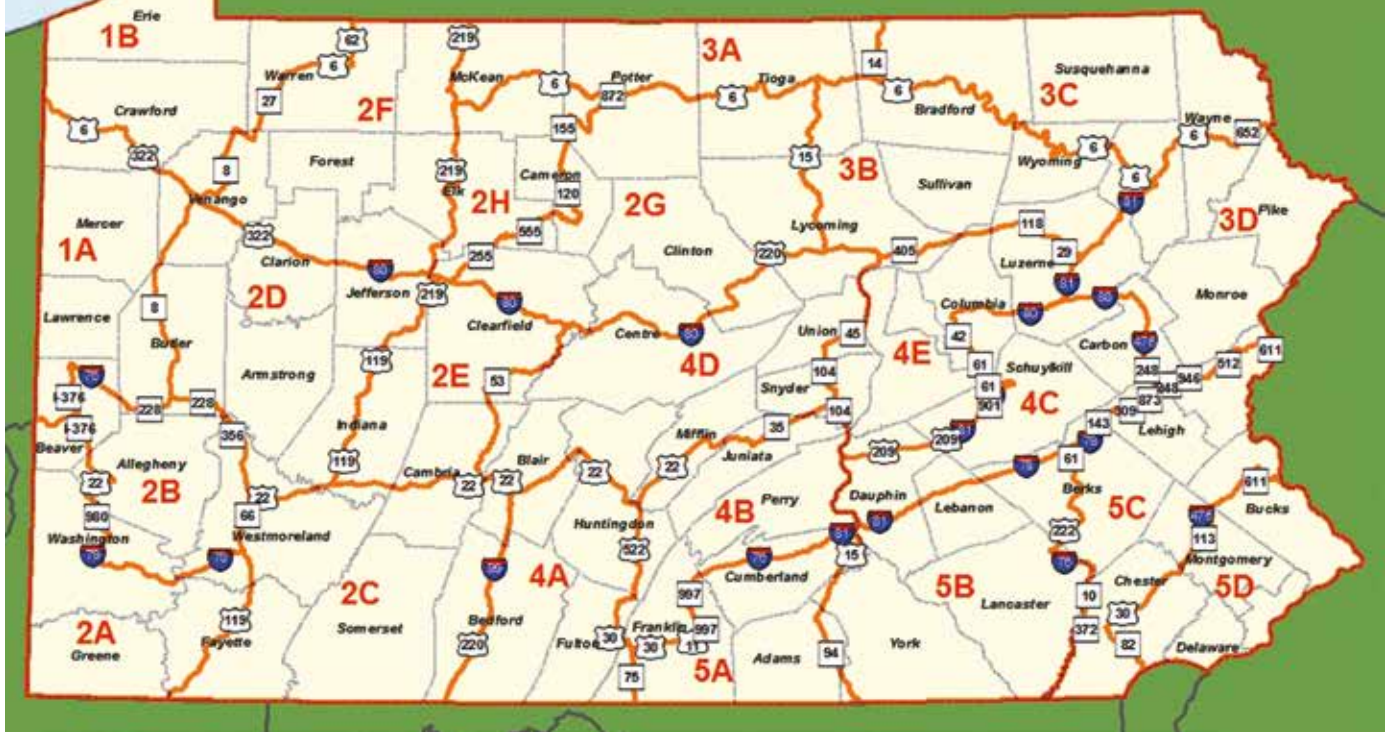 Erie
1B
62
219
3A
14
Warren
6
McKean
6
Potter
Tioga
Susquehanna
27
872
6
6
3C
Crawford
2F
Bradford
6
155
Wayne
652
322
Forest
15
Wyoming
6
6
8
219
Cameron
3B
6
Venango
Elk
120
Sullivan
81
Pike
Mercer
2H
2G
Lycoming
118
3D
322
555
1A
Clarion
255
Clinton
220
405
29
80
Luzerne
2D
Jefferson
219
81
80
Monroe
8
80
Columbia
80
Lawrence
Clearfield
Centre
80
Union
45
42
Butler
119
4D
4E
Carbon
512
611
Armstrong
2E
53
104
61
Schuylkill
248
946
I-376
Snyder
61
248
228
228
901
4C
873
I-376
356
Indiana
104
309
Beaver
35
143
Lehigh
Mifflin
209
209
Allegheny
119
Cambria
Blair
22
Juniata
61
2B
22
22
22
22
Perry
Dauphin
Berks
611
22
Lebanon
5C
Bucks
66
4B
81
960
Huntingdon
81
Washington
Westmoreland
522
222
113
15
Montgomery
Cumberland
5B
Chester
5D
2C
4A
997
Lancaster
10
119
Bedford
30
2A
Somerset
Franklin
997
372
Fayette
220
Fulton
30
30
11
York
82
Delaware
Greene
75
5A
Adams
94